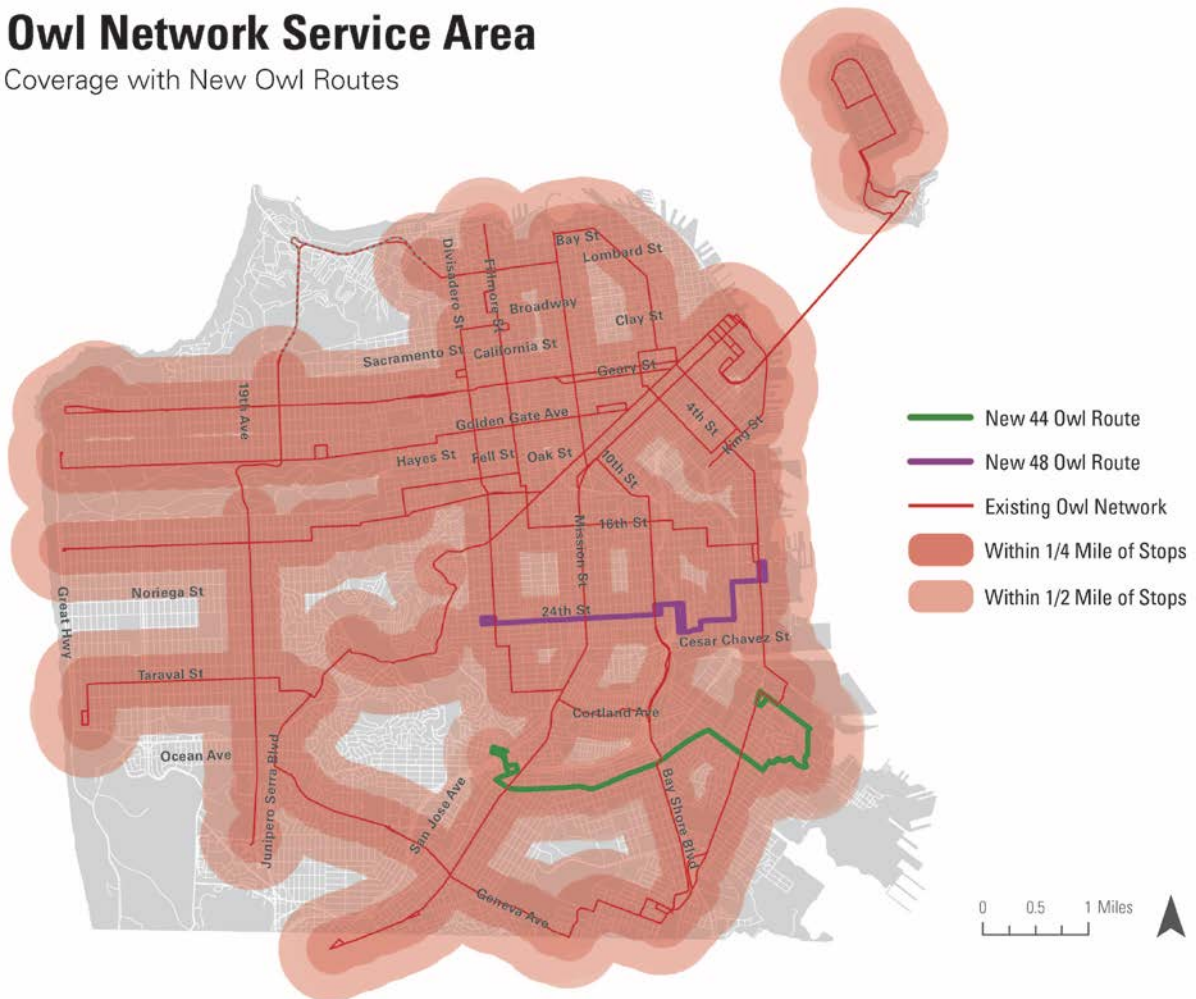 Owl Network Service Area
Coverage with New Owl Routes
Divisadero St
Fillmore St
Bay St
Lombard St
Broadway
Clay St
Sacramento St
California St
Geary St
19th Ave
Golden Gate Ave
4th St
King St
Hayes St
Fell St
Oak St
10th St
Mission St
16th St
Great Hwy
Noriega St
24th St
Cesar Chavez St
Taraval St
Cortland Ave
Ocean Ave
Junipero Serra Blvd
San Jose Ave
Bay Shore Blvd
Geneva Ave
New 44 Owl Route
New 48 Owl Route
Existing Owl Network
Within 1/4 Mile of Stops
Within 1/2 Mile of Stops
0 0.5 1 Miles